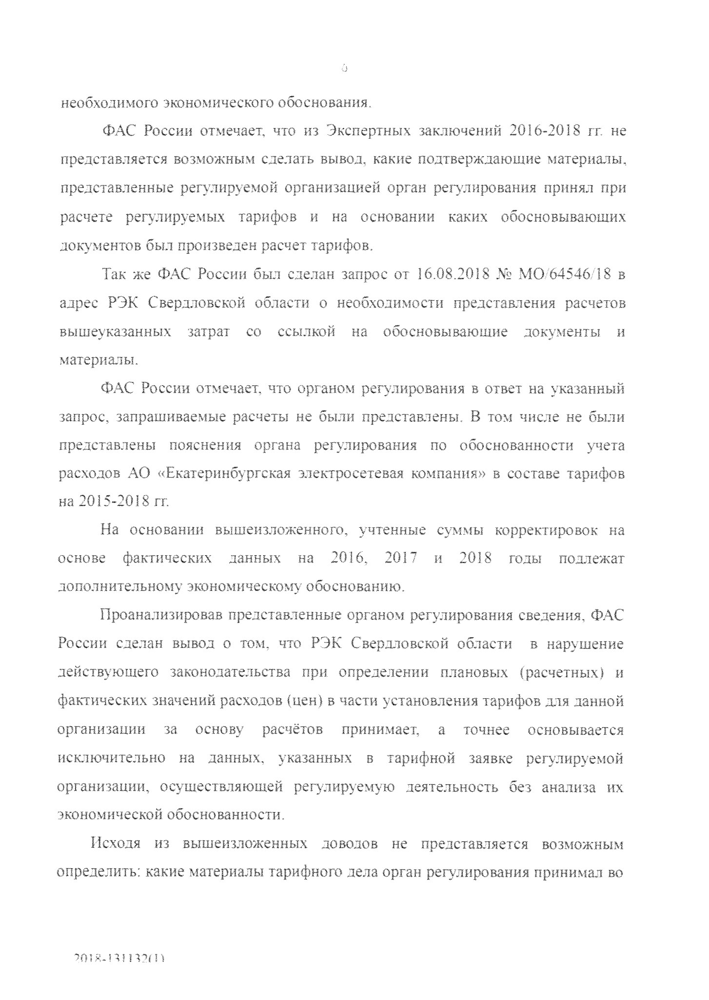 необходимого экономического обоснования.
ФАС России отмечает, что из Экспертных заключений 2016-2018 гг. не
представляется возможным сделать вывод, какие подтверждающие материалы,
представленные регулируемой организацией орган регулирования принял при
расчете регулируемых тарифов и на основании каких обосновывающих
документов был произведен расчет тарифов.
Так же ФАС России был сделан запрос от 16.08.2018 № МО/64546/18 в
адрес РЭК Свердловской области о необходимости представления расчетов
вышеуказанных затрат со ссылкой на обосновывающие документы и
материалы.
ФАС России отмечает, что органом регулирования в ответ на указанный
запрос, запрашиваемые расчеты не были представлены. В том числе не были
представлены пояснения органа регулирования по обоснованности учета
расходов АО «Екатеринбургская электросетевая компания» в составе тарифов
на 2015-2018 гг.
На основании вышеизложенного, учтенные суммы корректировок на
основе фактических данных на 2016, 2017 и 2018 годы подлежат
дополнительному экономическому обоснованию.
Проанализировав представленные органом регулирования сведения, ФАС
России сделан вывод о том, что РЭК Свердловской области в нарушение
действующего законодательства при определении плановых (расчетных) и
фактических значений расходов (цен) в части установления тарифов для данной
организации за основу расчётов принимает, а точнее основывается
исключительно на данных, указанных в тарифной заявке регулируемой
организации, осуществляющей регулируемую деятельность без анализа их
экономической обоснованности.
Исходя из вышеизложенных доводов не представляется возможным
определить: какие материалы тарифного дела орган регулирования принимал во
2018-131132(1)